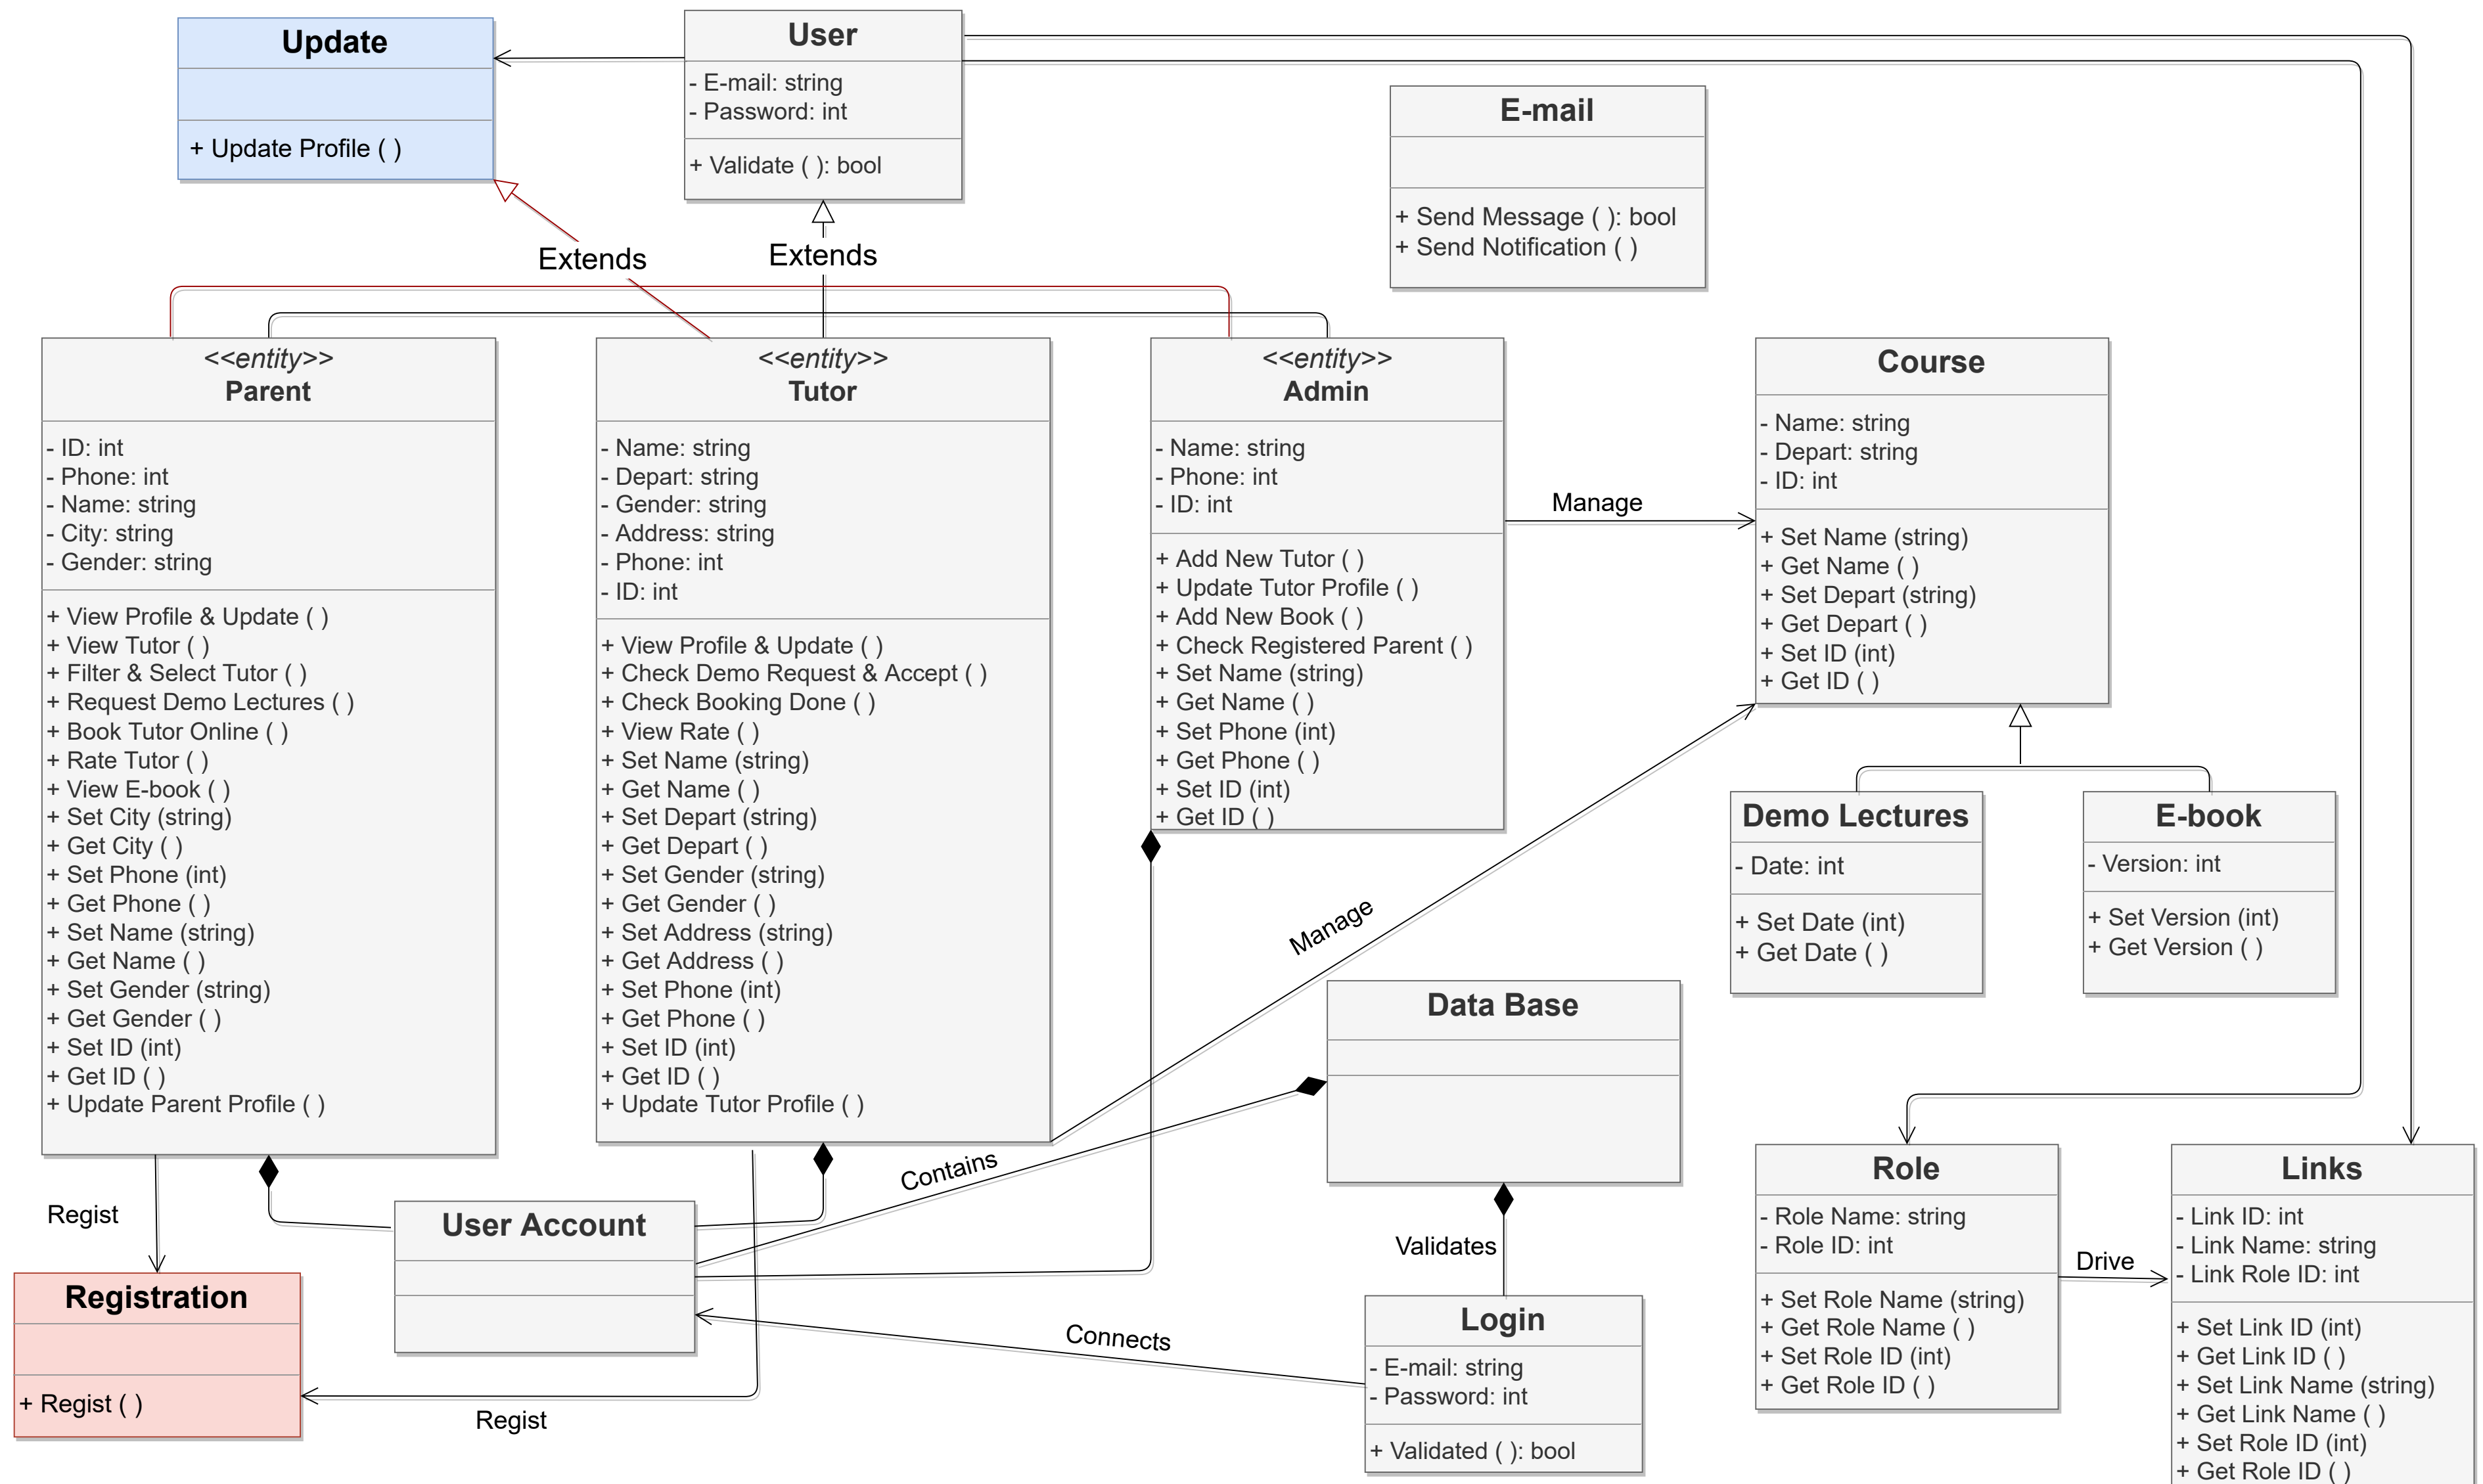 Update
+ Update Profile ( )
User
- E-mail: string
- Password: int
+ Validate ( ): bool
E-mail
+ Send Message ( ): bool
+ Send Notification ( )
Extends
Extends
<<entity>>
Parent
- ID: int
- Phone: int
- Name: string
- City: string
- Gender: string
+ View Profile & Update ( )
+ View Tutor ( )
+ Filter & Select Tutor ( )
+ Request Demo Lectures ( )
+ Book Tutor Online ( )
+ Rate Tutor ( )
+ View E-book ( )
+ Set City (string)
+ Get City ( )
+ Set Phone (int)
+ Get Phone ( )
+ Set Name (string)
+ Get Name ( )
+ Set Gender (string)
+ Get Gender ( )
+ Set ID (int)
+ Get ID ( )
+ Update Parent Profile ( )
<<entity>>
Tutor
- Name: string
- Depart: string
- Gender: string
- Address: string
- Phone: int
- ID: int
+ View Profile & Update ( )
+ Check Demo Request & Accept ( )
+ Check Booking Done ( )
+ View Rate ( )
+ Set Name (string)
+ Get Name ( )
+ Set Depart (string)
+ Get Depart ( )
+ Set Gender (string)
+ Get Gender ( )
+ Set Address (string)
+ Get Address ( )
+ Set Phone (int)
+ Get Phone ( )
+ Set ID (int)
+ Get ID ( )
+ Update Tutor Profile ( )
<<entity>>
Admin
- Name: string
- Phone: int
- ID: int
+ Add New Tutor ( )
+ Update Tutor Profile ( )
+ Add New Book ( )
+ Check Registered Parent ( )
+ Set Name (string)
+ Get Name ( )
+ Set Phone (int)
+ Get Phone ( )
+ Set ID (int)
+ Get ID ( )
Manage
Course
- Name: string
- Depart: string
- ID: int
+ Set Name (string)
+ Get Name ( )
+ Set Depart (string)
+ Get Depart ( )
+ Set ID (int)
+ Get ID ( )
Demo Lectures
- Date: int
+ Set Date (int)
+ Get Date ( )
E-book
- Version: int
+ Set Version (int)
+ Get Version ( )
Manage
Data Base
Contains
Validates
Regist
User Account
Registration
+ Regist ( )
Regist
Connects
Login
- E-mail: string
- Password: int
+ Validated ( ): bool
Role
- Role Name: string
- Role ID: int
+ Set Role Name (string)
+ Get Role Name ( )
+ Set Role ID (int)
+ Get Role ID ( )
Drive
Links
- Link ID: int
- Link Name: string
- Link Role ID: int
+ Set Link ID (int)
+ Get Link ID ( )
+ Set Link Name (string)
+ Get Link Name ( )
+ Set Role ID (int)
+ Get Role ID ( )